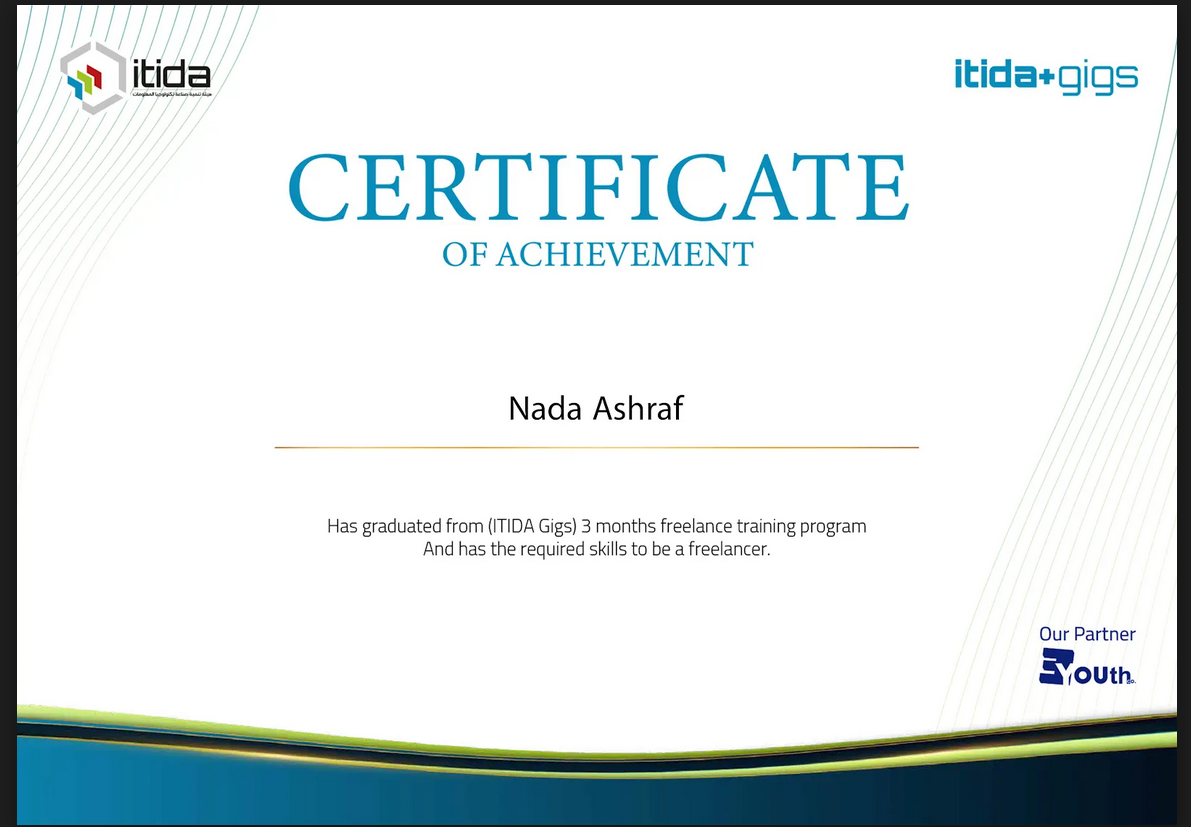 itida
هيئة تنمية صناعة تكنولوجيا المعلومات
itida+gigs
CERTIFICATE
OF ACHIEVEMENT
Nada Ashraf
Has graduated from (ITIDA Gigs) 3 months freelance training program
And has the required skills to be a freelancer.
Our Partner
EYouth